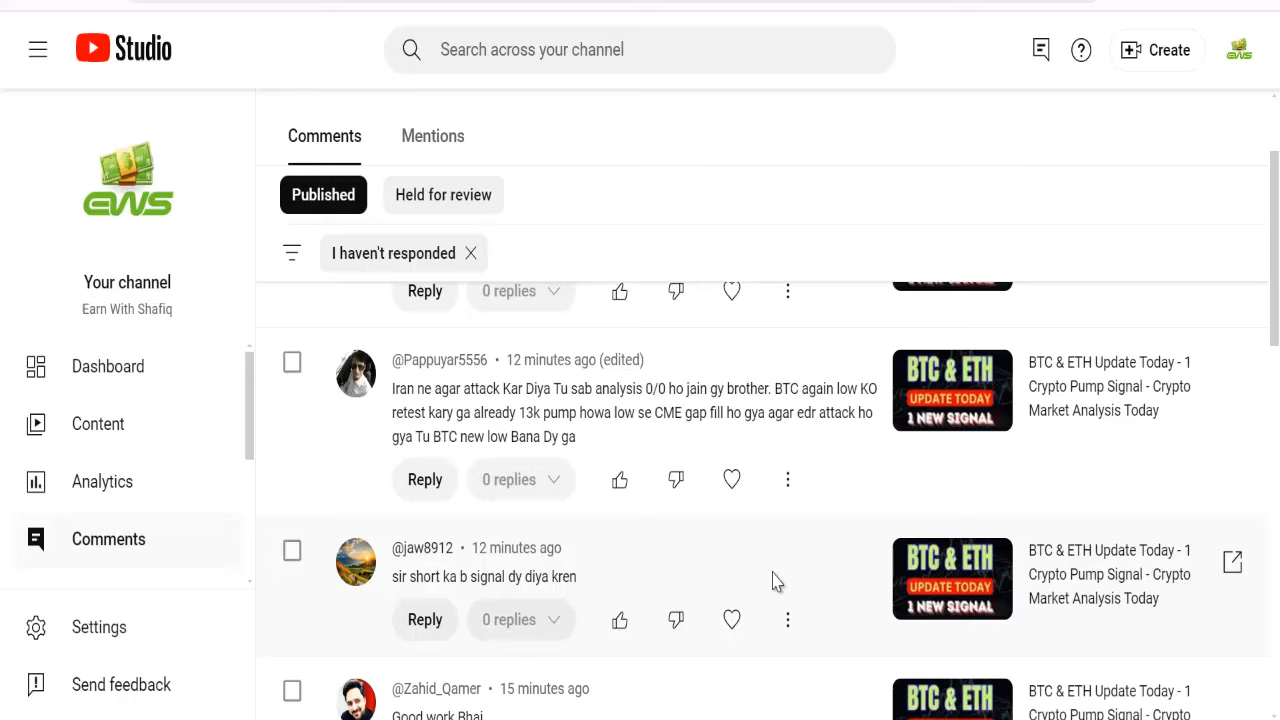 Studio
Search across your channel
Create
EWS
EWS
Your channel
Earn With Shafiq
Dashboard
Content
Analytics
Comments
Settings
Send feedback
Comments
Mentions
Published
Held for review
I haven't responded
Reply
0 replies
@Pappuyar5556 • 12 minutes ago (edited)
Iran ne agar attack Kar Diya Tu sab analysis 0/0 ho jain gy brother. BTC again low KO
retest kary ga already 13k pump howa low se CME gap fill ho gya agar edr attack ho
gya Tu BTC new low Bana Dy ga
Reply
0 replies
BTC & ETH
UPDATE TODAY
1 NEW SIGNAL
BTC & ETH Update Today - 1
Crypto Pump Signal - Crypto
Market Analysis Today
@jaw8912 • 12 minutes ago
sir short ka b signal dy diya kren
Reply
0 replies
BTC & ETH
UPDATE TODAY
1 NEW SIGNAL
BTC & ETH Update Today - 1
Crypto Pump Signal - Crypto
Market Analysis Today
@Zahid_Qamer • 15 minutes ago
Good work Bhai
BTC & ETH
BTC & ETH Update Today - 1
Crypto Pump Signal - Crypto